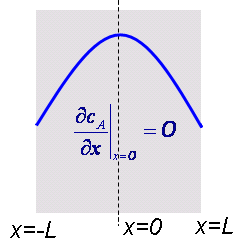 ∂c_A/∂x|_{x=0} = 0
x=-L x=0 x=L